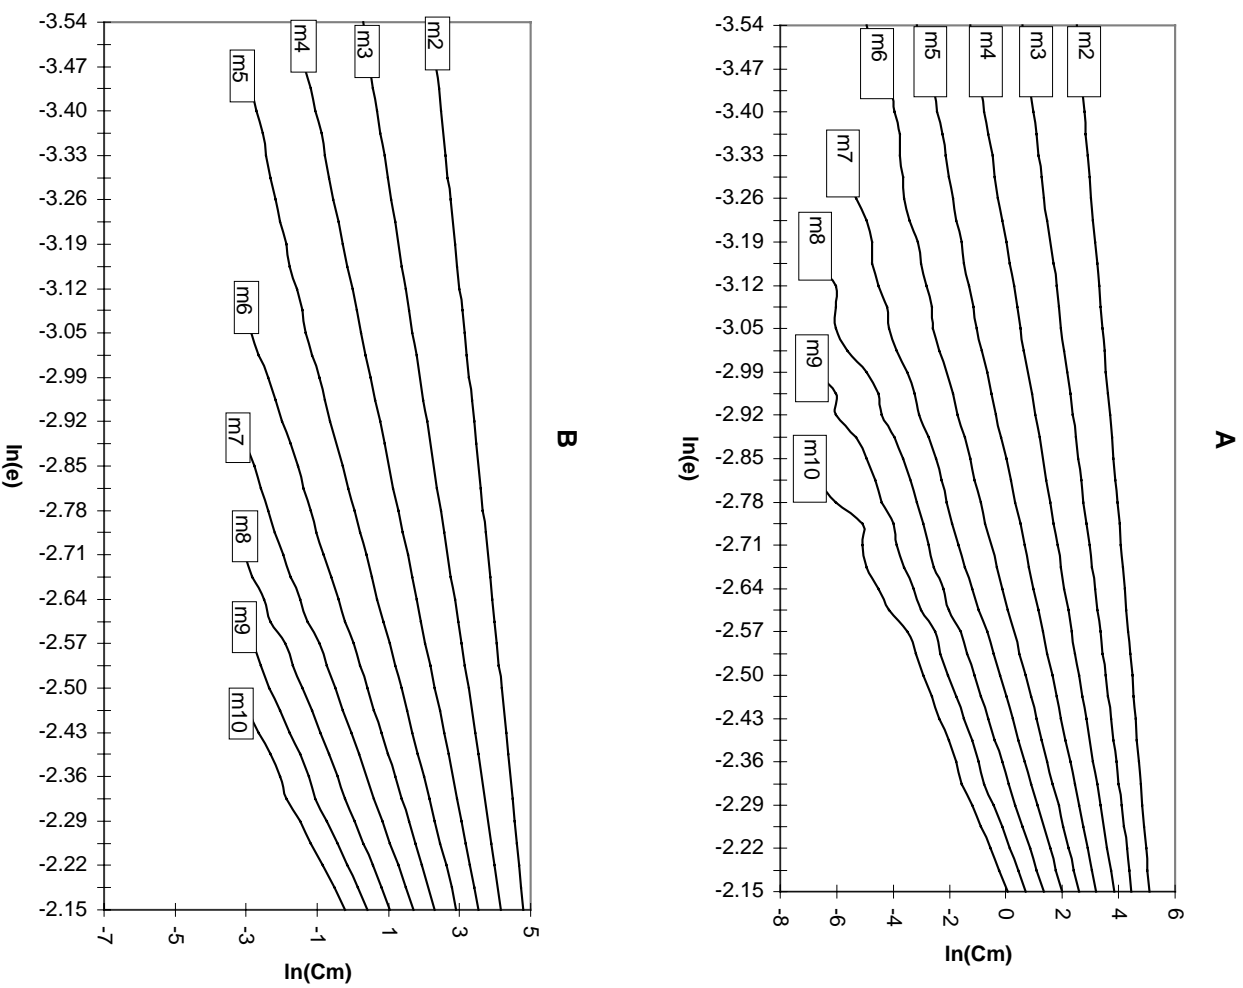 A
6
4
2
0
-2
-4
-6
-8
ln(Cm)
-3.54
-3.47
-3.40
-3.33
-3.26
-3.19
-3.12
-3.05
-2.99
-2.92
-2.85
-2.78
-2.71
-2.64
-2.57
-2.50
-2.43
-2.36
-2.29
-2.22
-2.15
ln(e)
m2
m3
m4
m5
m6
m7
m8
m9
m10
B
5
3
1
-1
-3
-5
-7
ln(Cm)
-3.54
-3.47
-3.40
-3.33
-3.26
-3.19
-3.12
-3.05
-2.99
-2.92
-2.85
-2.78
-2.71
-2.64
-2.57
-2.50
-2.43
-2.36
-2.29
-2.22
-2.15
ln(e)
m2
m3
m4
m5
m6
m7
m8
m9
m10